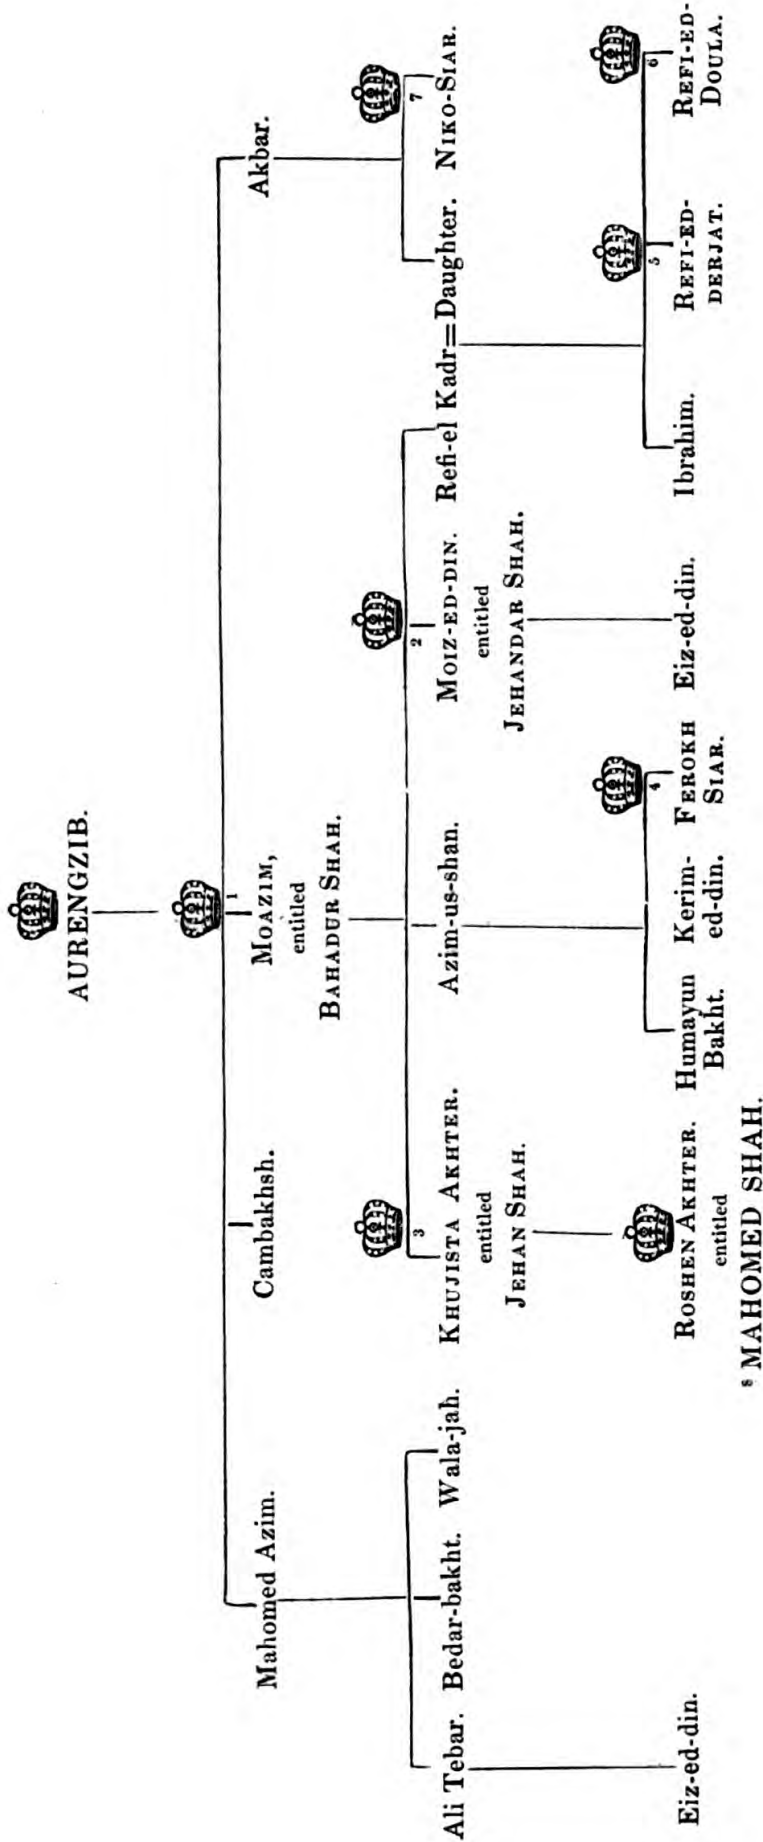 AURENGZIB.
1
Mahomed Azim.
Cambakhsh.
MOAZIM,
entitled
BAHADUR SHAH.
Akbar.
3
2
7
Ali Tebar.
Bedar-bakht.
Wala-jah.
KHUJISTA AKHTER.
entitled
JEHAN SHAH.
Azim-us-shan.
MOIZ-ED-DIN.
entitled
JEHANDAR SHAH.
Refi-el Kadr=Daughter.
NIKO-SIAR.
4
5
6
Eiz-ed-din.
ROSHEN AKHTER.
entitled
8 MAHOMED SHAH.
Humayun
Bakht.
Kerim-
ed-din.
FEROKH
SIAR.
Eiz-ed-din.
Ibrahim.
REFI-ED-
DERJAT.
REFI-ED-
DOULA.